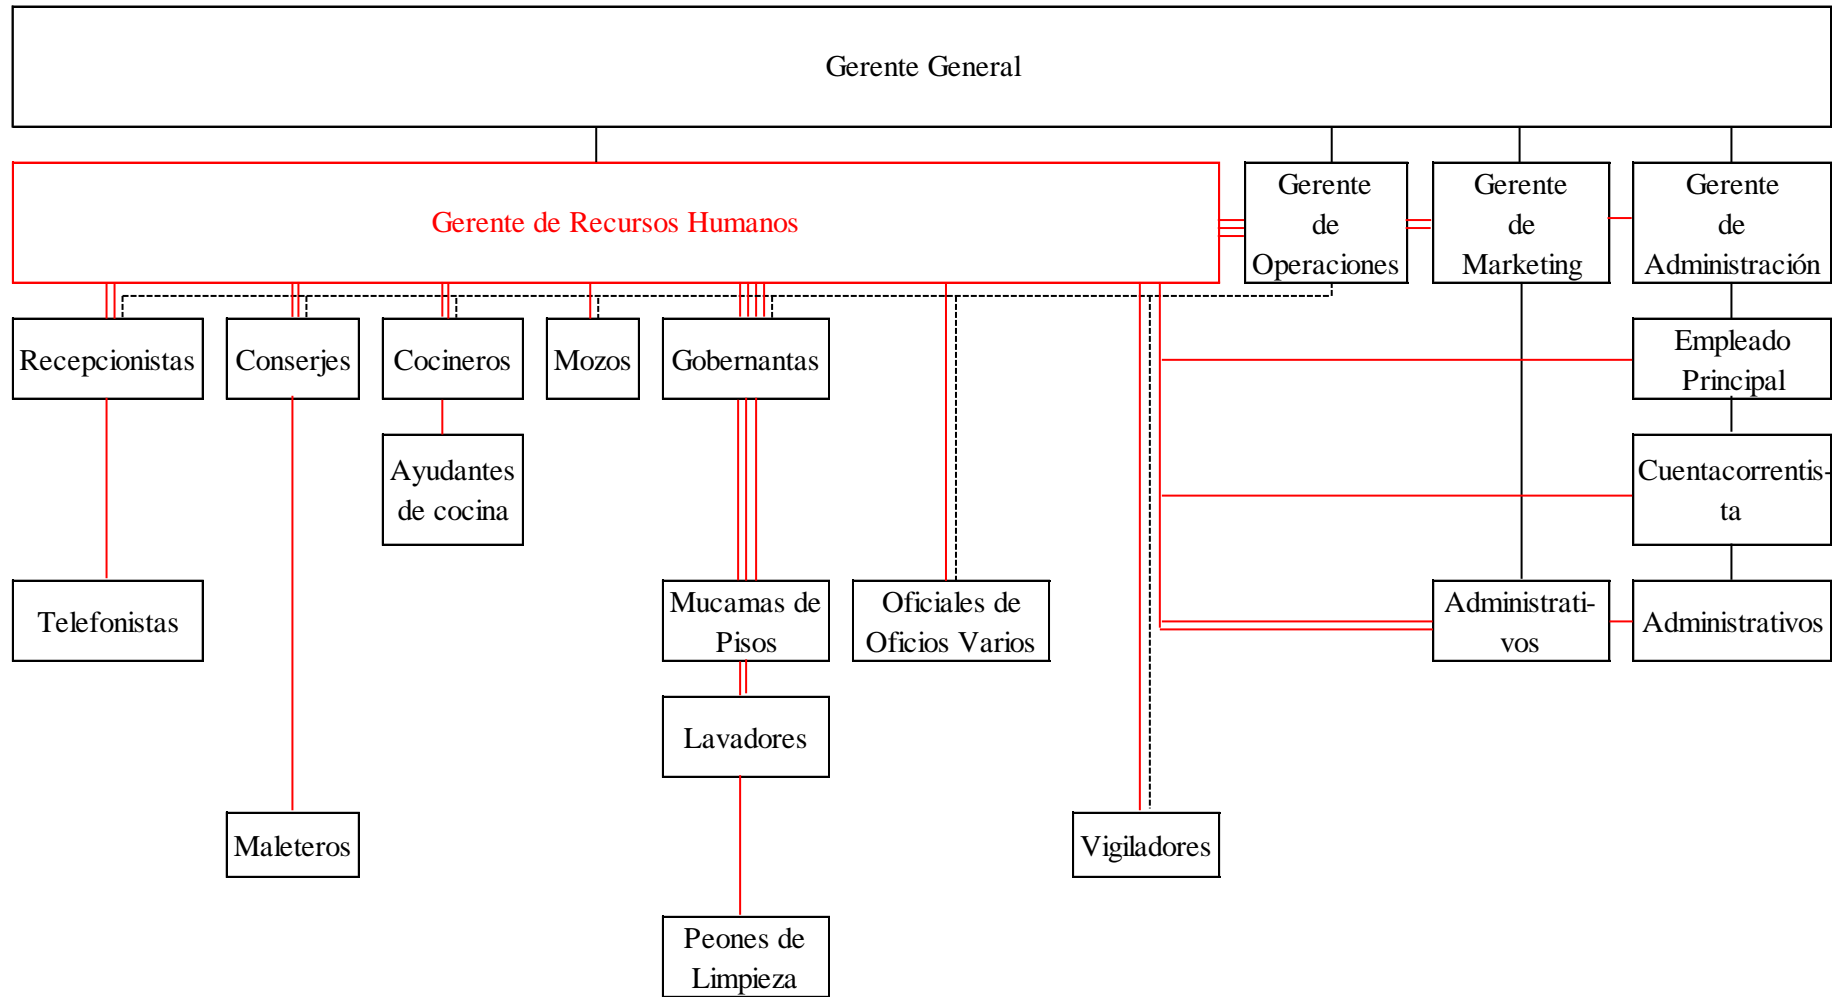 Gerente General
Gerente de Recursos Humanos
Gerente
de
Operaciones
Gerente
de
Marketing
Gerente
de
Administración
Recepcionistas
Conserjes
Cocineros
Mozos
Gobernantas
Empleado
Principal
Ayudantes
de cocina
Cuentacorrentis-
ta
Telefonistas
Mucamas de
Pisos
Oficiales de
Oficios Varios
Administrati-
vos
Administrativos
Lavadores
Maleteros
Vigiladores
Peones de
Limpieza